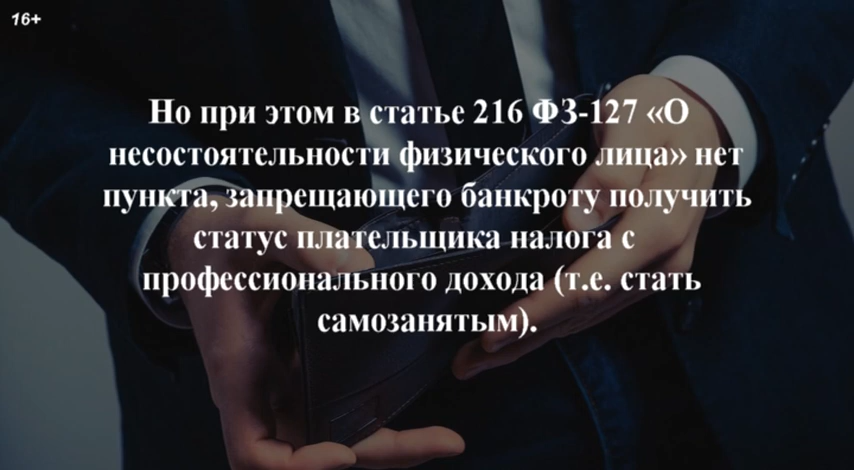 16+
Но при этом в статье 216 ФЗ-127 «О
несостоятельности физического лица» нет
пункта, запрещающего банкроту получить
статус плательщика налога с
профессионального дохода (т.е. стать
самозанятым).